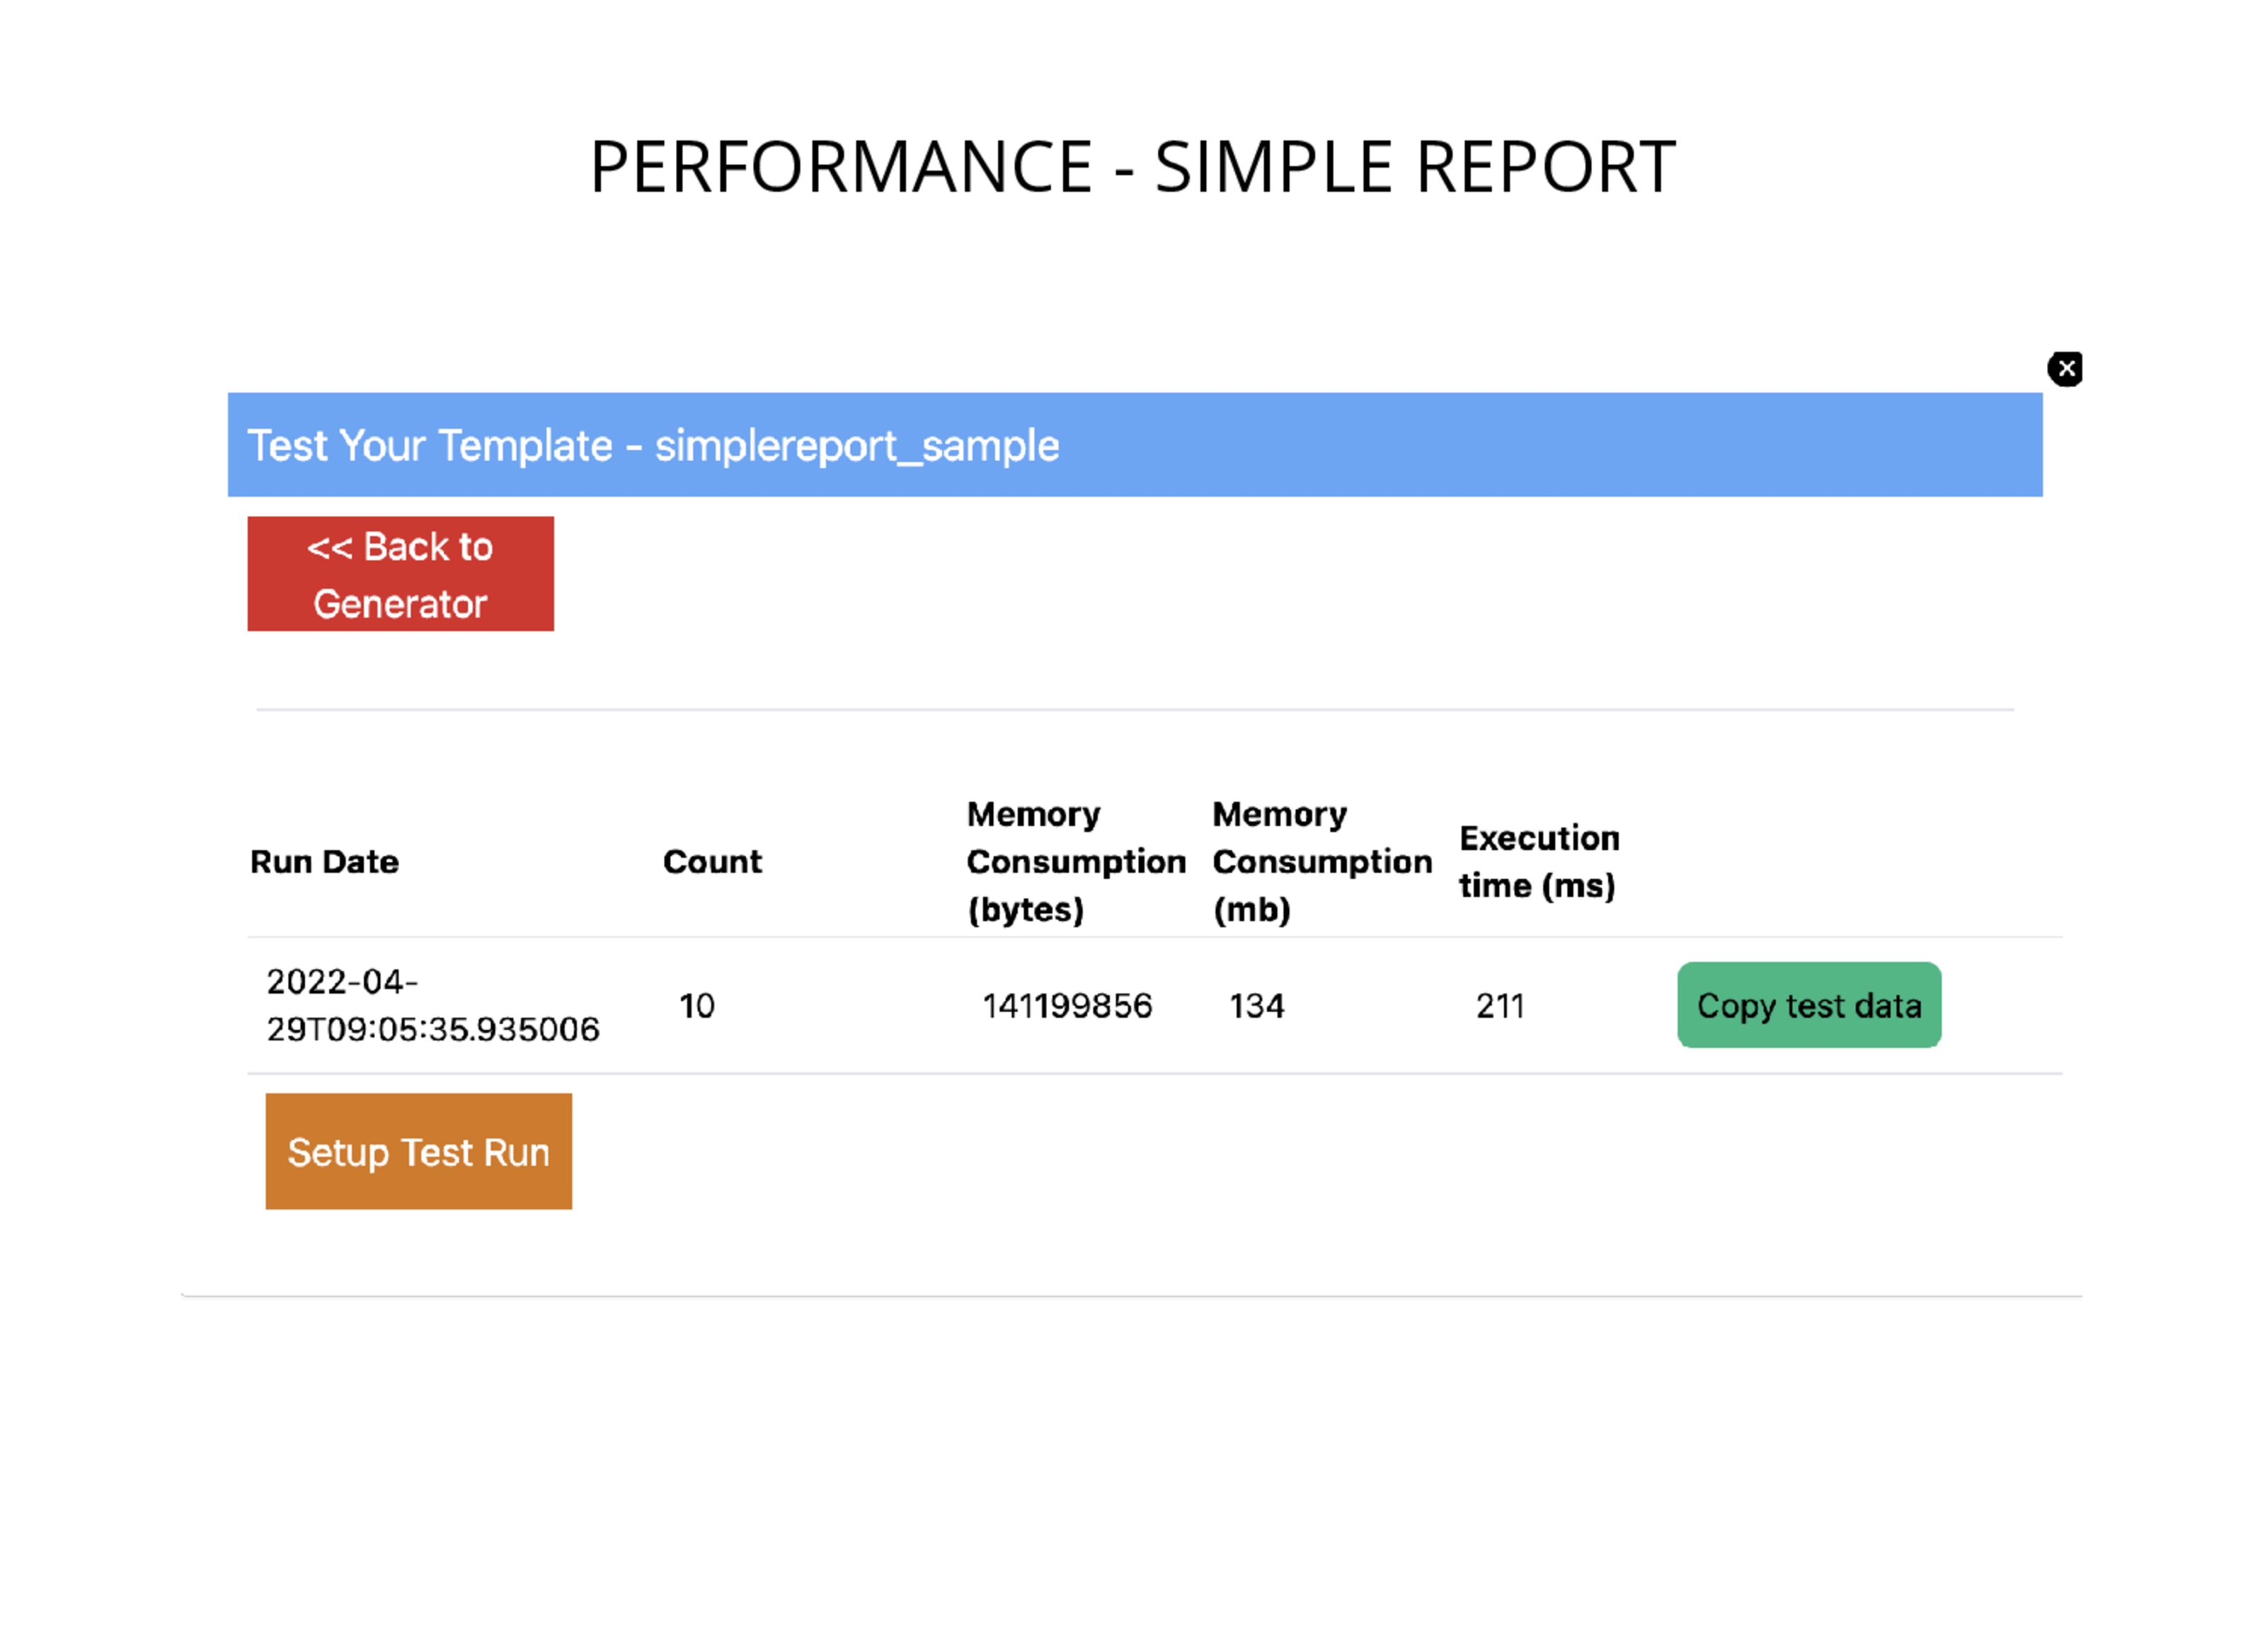 PERFORMANCE - SIMPLE REPORT
Test Your Template - simplereport_sample
<< Back to
Generator
Run Date
Count
Memory
Consumption
(bytes)
Memory
Consumption
(mb)
Execution
time (ms)
2022-04-
29T09:05:35.935006
10
141199856
134
211
Copy test data
Setup Test Run